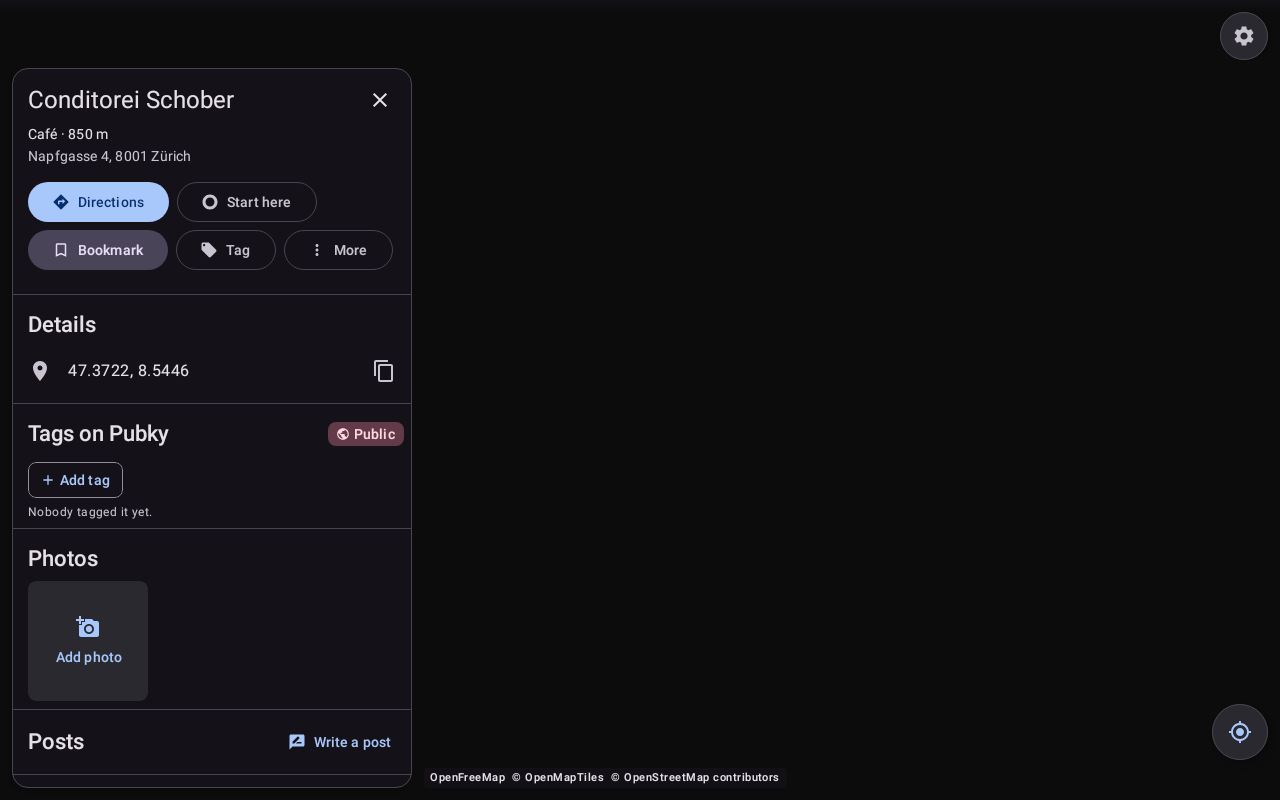 Conditorei Schober
Café · 850 m
Napfgasse 4, 8001 Zürich
Directions
Start here
Bookmark
Tag
More
Details
47.3722, 8.5446
Tags on Pubky
Public
Add tag
Nobody tagged it yet.
Photos
Add photo
Posts
Write a post
OpenFreeMap © OpenMapTiles © OpenStreetMap contributors